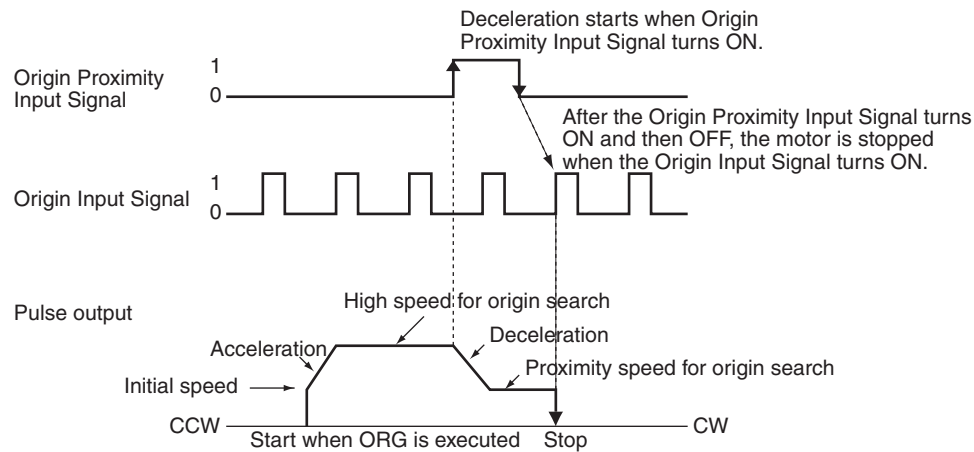 Deceleration starts when Origin
Proximity Input Signal turns ON.
Origin Proximity
Input Signal
1
0
After the Origin Proximity Input Signal turns
ON and then OFF, the motor is stopped
when the Origin Input Signal turns ON.
Origin Input Signal
1
0
Pulse output
High speed for origin search
Acceleration
Deceleration
Initial speed
Proximity speed for origin search
CCW
CW
Start when ORG is executed
Stop